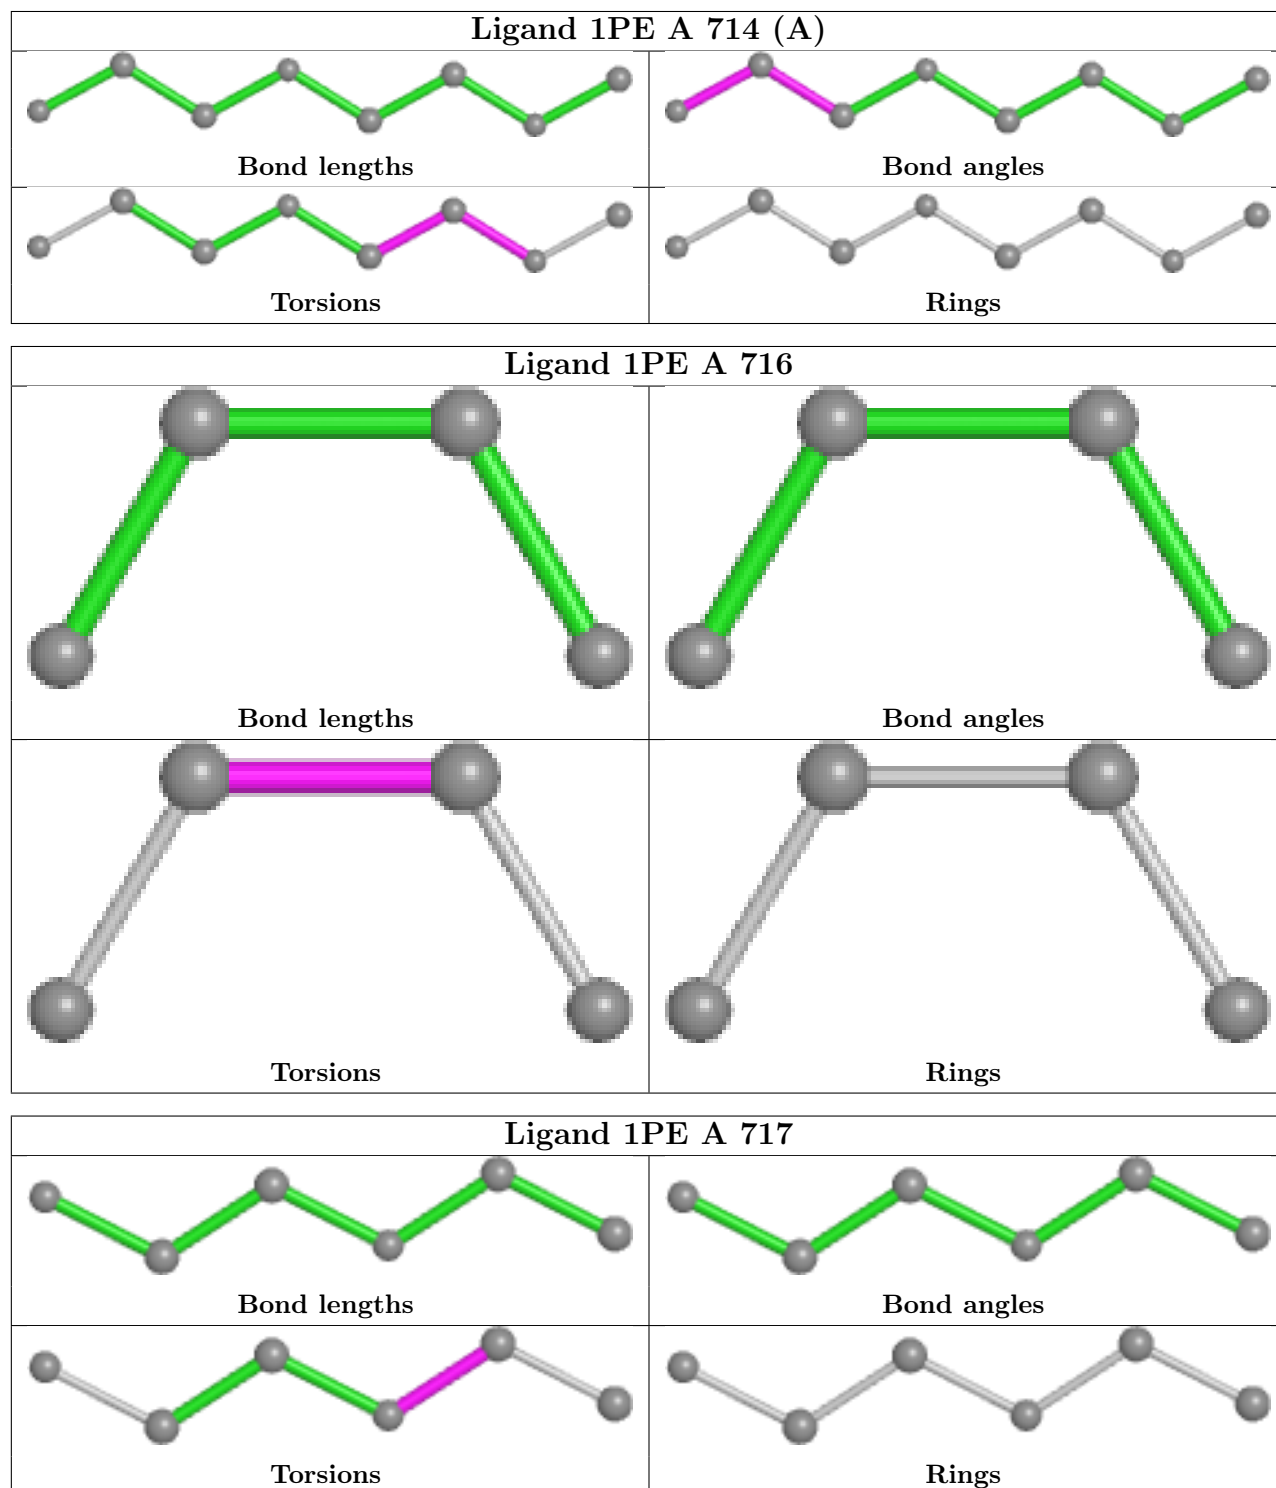 Ligand 1PE A 714 (A)
Bond lengths
Bond angles
Torsions
Rings
Ligand 1PE A 716
Bond lengths
Bond angles
Torsions
Rings
Ligand 1PE A 717
Bond lengths
Bond angles
Torsions
Rings